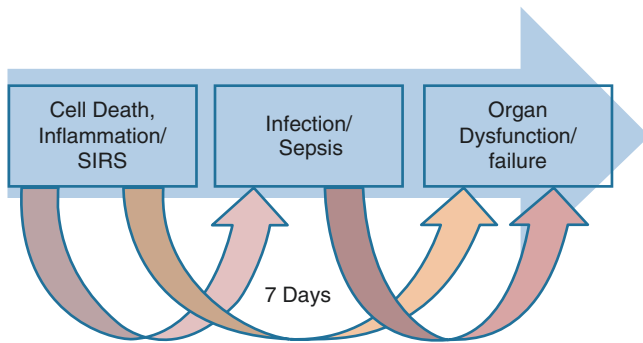 Cell Death,
Inflammation/
SIRS
Infection/
Sepsis
Organ
Dysfunction/
failure
7 Days